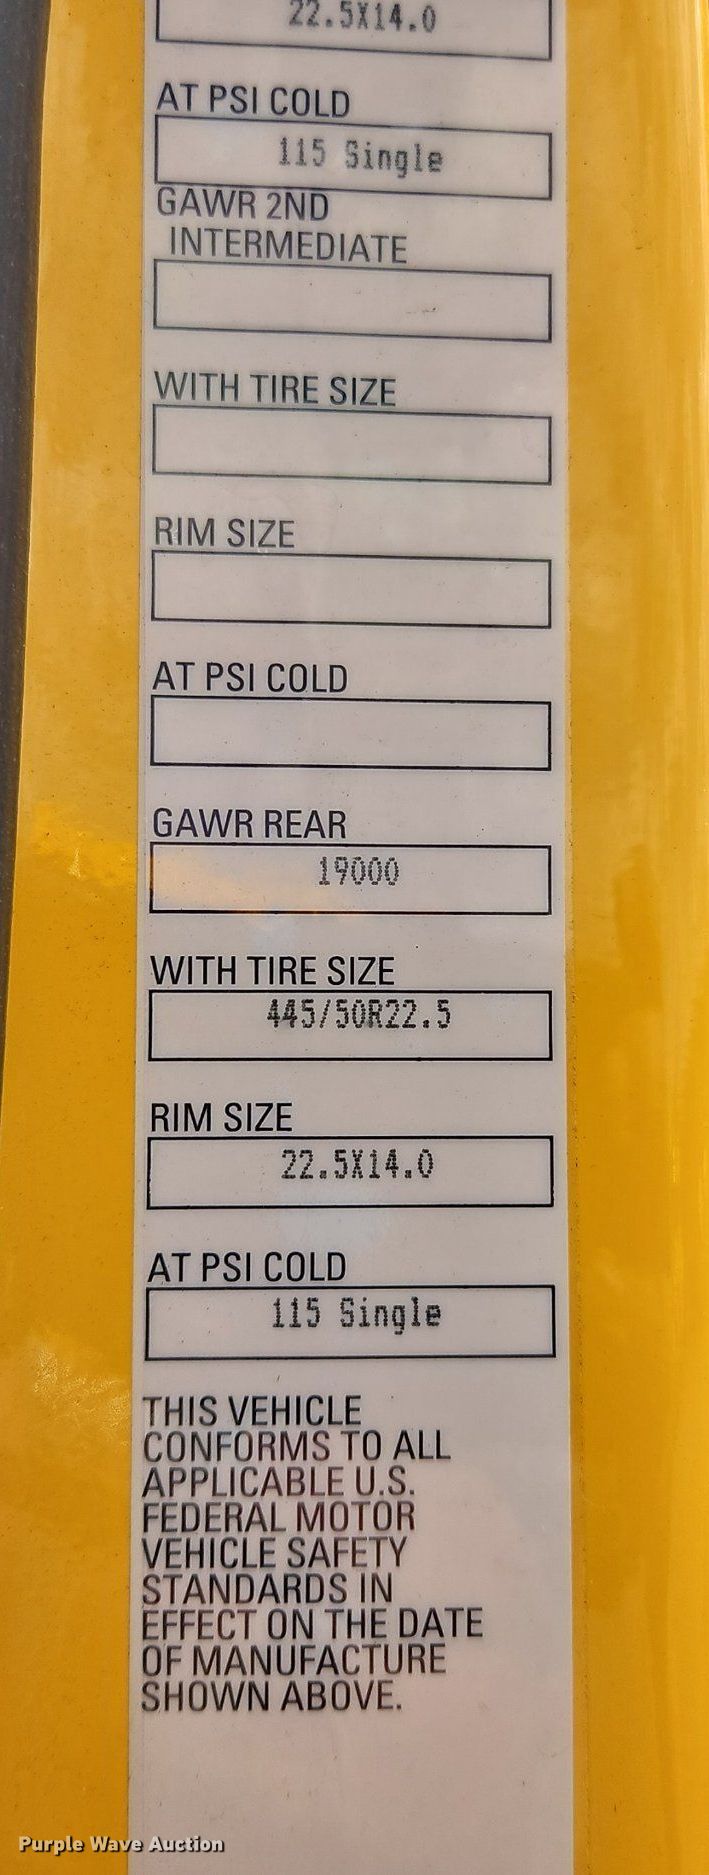 22.5X14.0
AT PSI COLD
115 Single
GAWR 2ND
INTERMEDIATE
WITH TIRE SIZE
RIM SIZE
AT PSI COLD
GAWR REAR
19000
WITH TIRE SIZE
445/50R22.5
RIM SIZE
22.5X14.0
AT PSI COLD
115 Single
THIS VEHICLE
CONFORMS TO ALL
APPLICABLE U.S.
FEDERAL MOTOR
VEHICLE SAFETY
STANDARDS IN
EFFECT ON THE DATE
OF MANUFACTURE
SHOWN ABOVE.
Purple Wave Auction